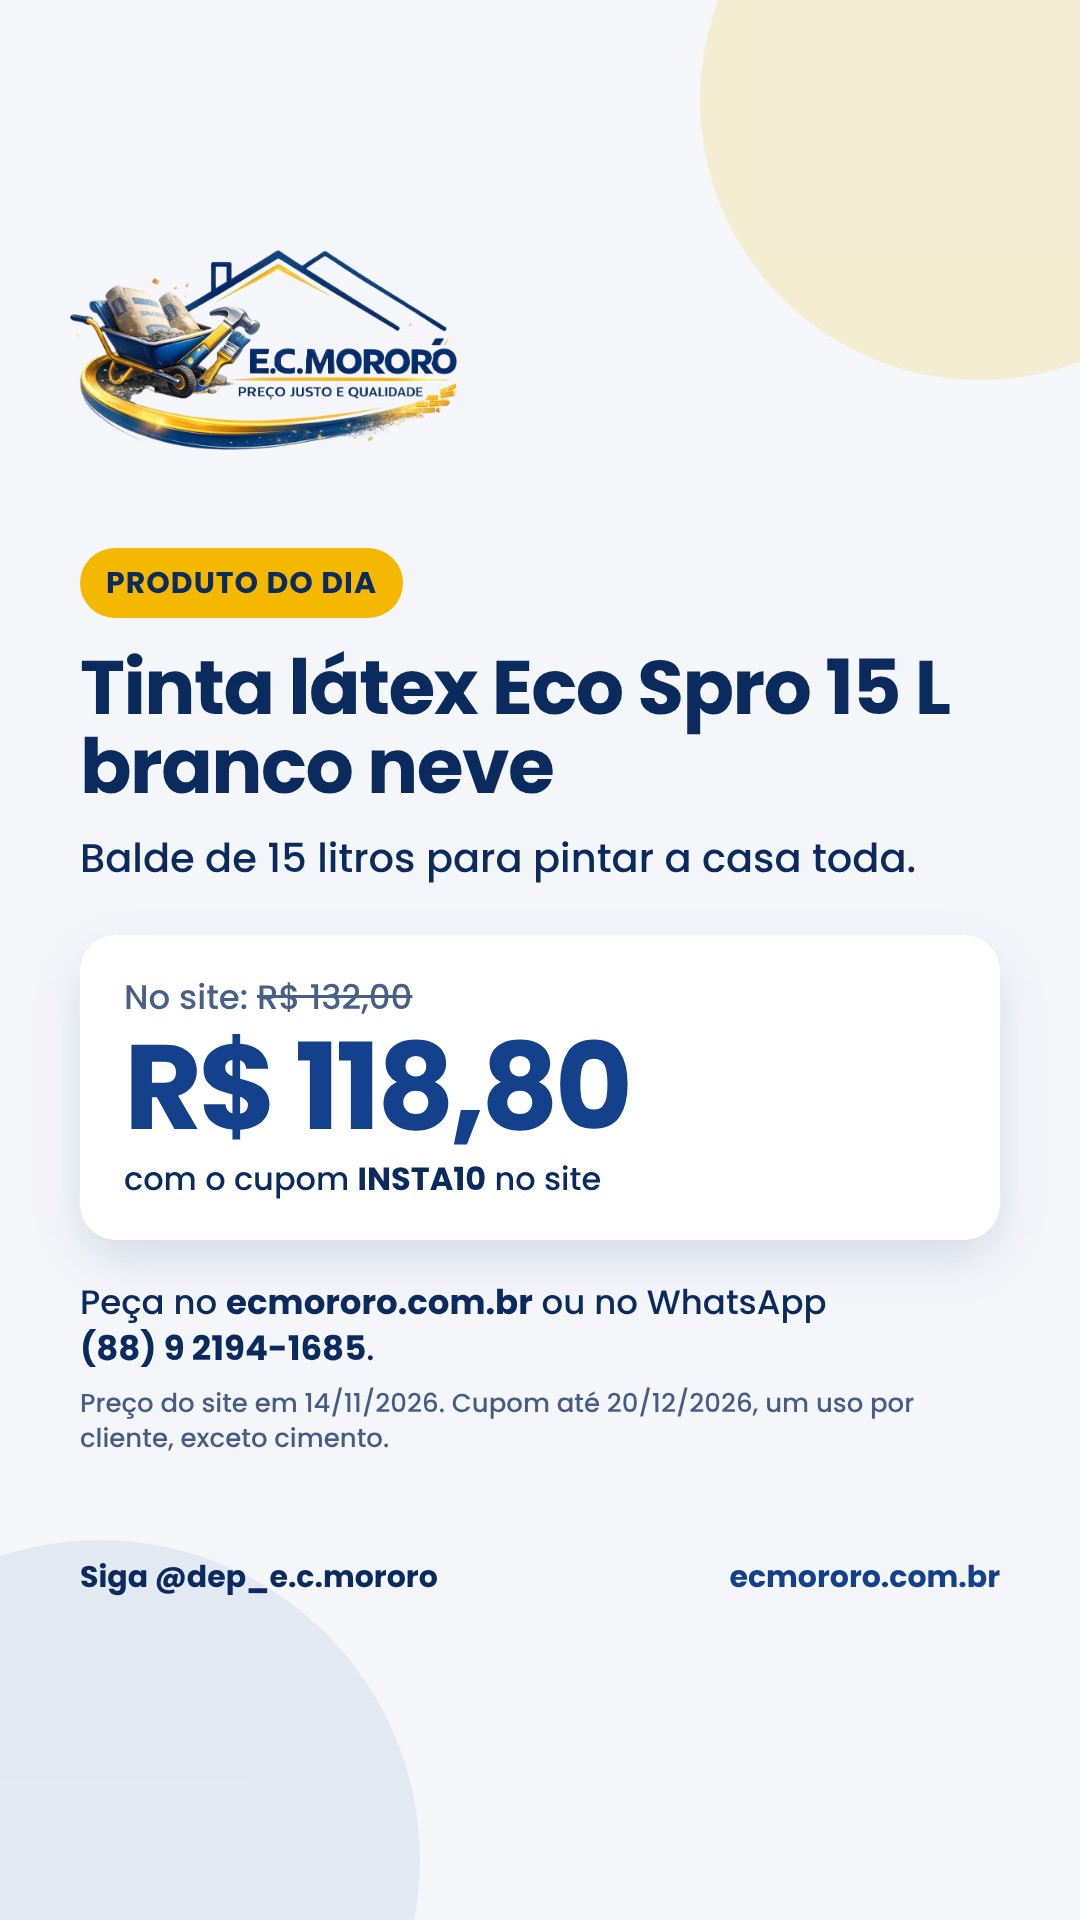 E.C.MORORÓ
PREÇO JUSTO E QUALIDADE
PRODUTO DO DIA
Tinta látex Eco Spro 15 L
branco neve
Balde de 15 litros para pintar a casa toda.
No site: R$ 132,00
R$ 118,80
com o cupom INSTA10 no site
Peça no ecmororo.com.br ou no WhatsApp
(88) 9 2194-1685.
Preço do site em 14/11/2026. Cupom até 20/12/2026, um uso por
cliente, exceto cimento.
Siga @dep_e.c.mororo
ecmororo.com.br